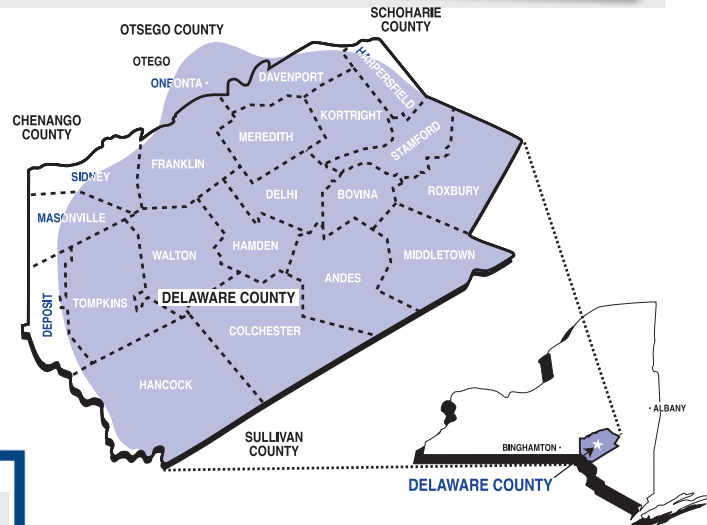 SCHOHARIE
COUNTY
OTSEGO COUNTY
OTEGO
ONEONTA
DAVENPORT
HARPERSFIELD
CHENANGO
COUNTY
KORTRIGHT
MEREDITH
STAMFORD
FRANKLIN
SIDNEY
DELHI
BOVINA
ROXBURY
MASONVILLE
HAMDEN
WALTON
MIDDLETOWN
ANDES
DEPOSIT
TOMPKINS
DELAWARE COUNTY
COLCHESTER
HANCOCK
SULLIVAN
COUNTY
ALBANY
BINGHAMTON
DELAWARE COUNTY